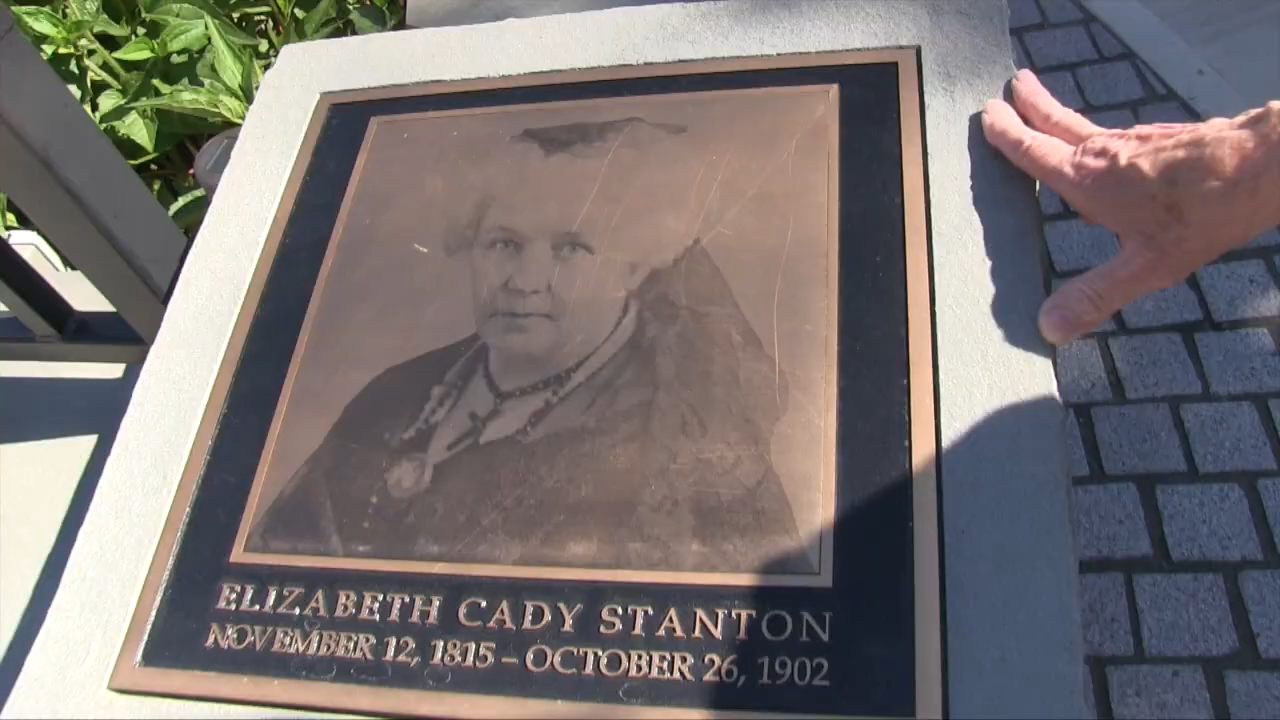 ELIZABETH CADY STANTON
NOVEMBER 12, 1815 – OCTOBER 26, 1902